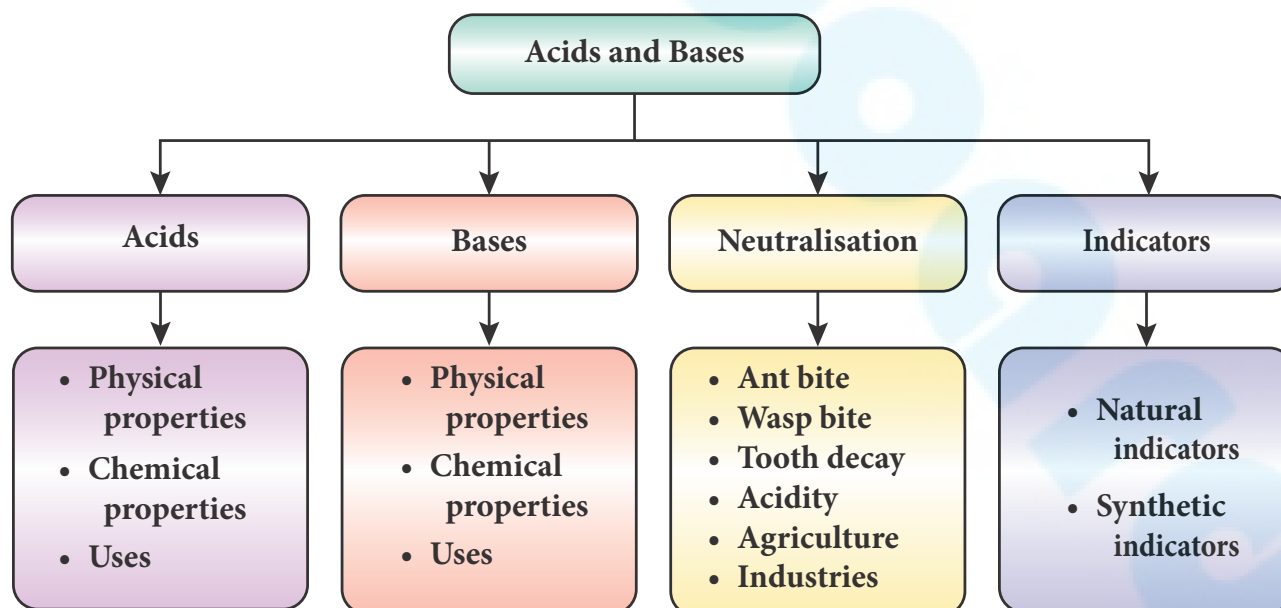 Acids and Bases
Acids
Bases
Neutralisation
Indicators
• Physical
properties
• Chemical
properties
• Uses
• Physical
properties
• Chemical
properties
• Uses
• Ant bite
• Wasp bite
• Tooth decay
• Acidity
• Agriculture
• Industries
• Natural
indicators
• Synthetic
indicators